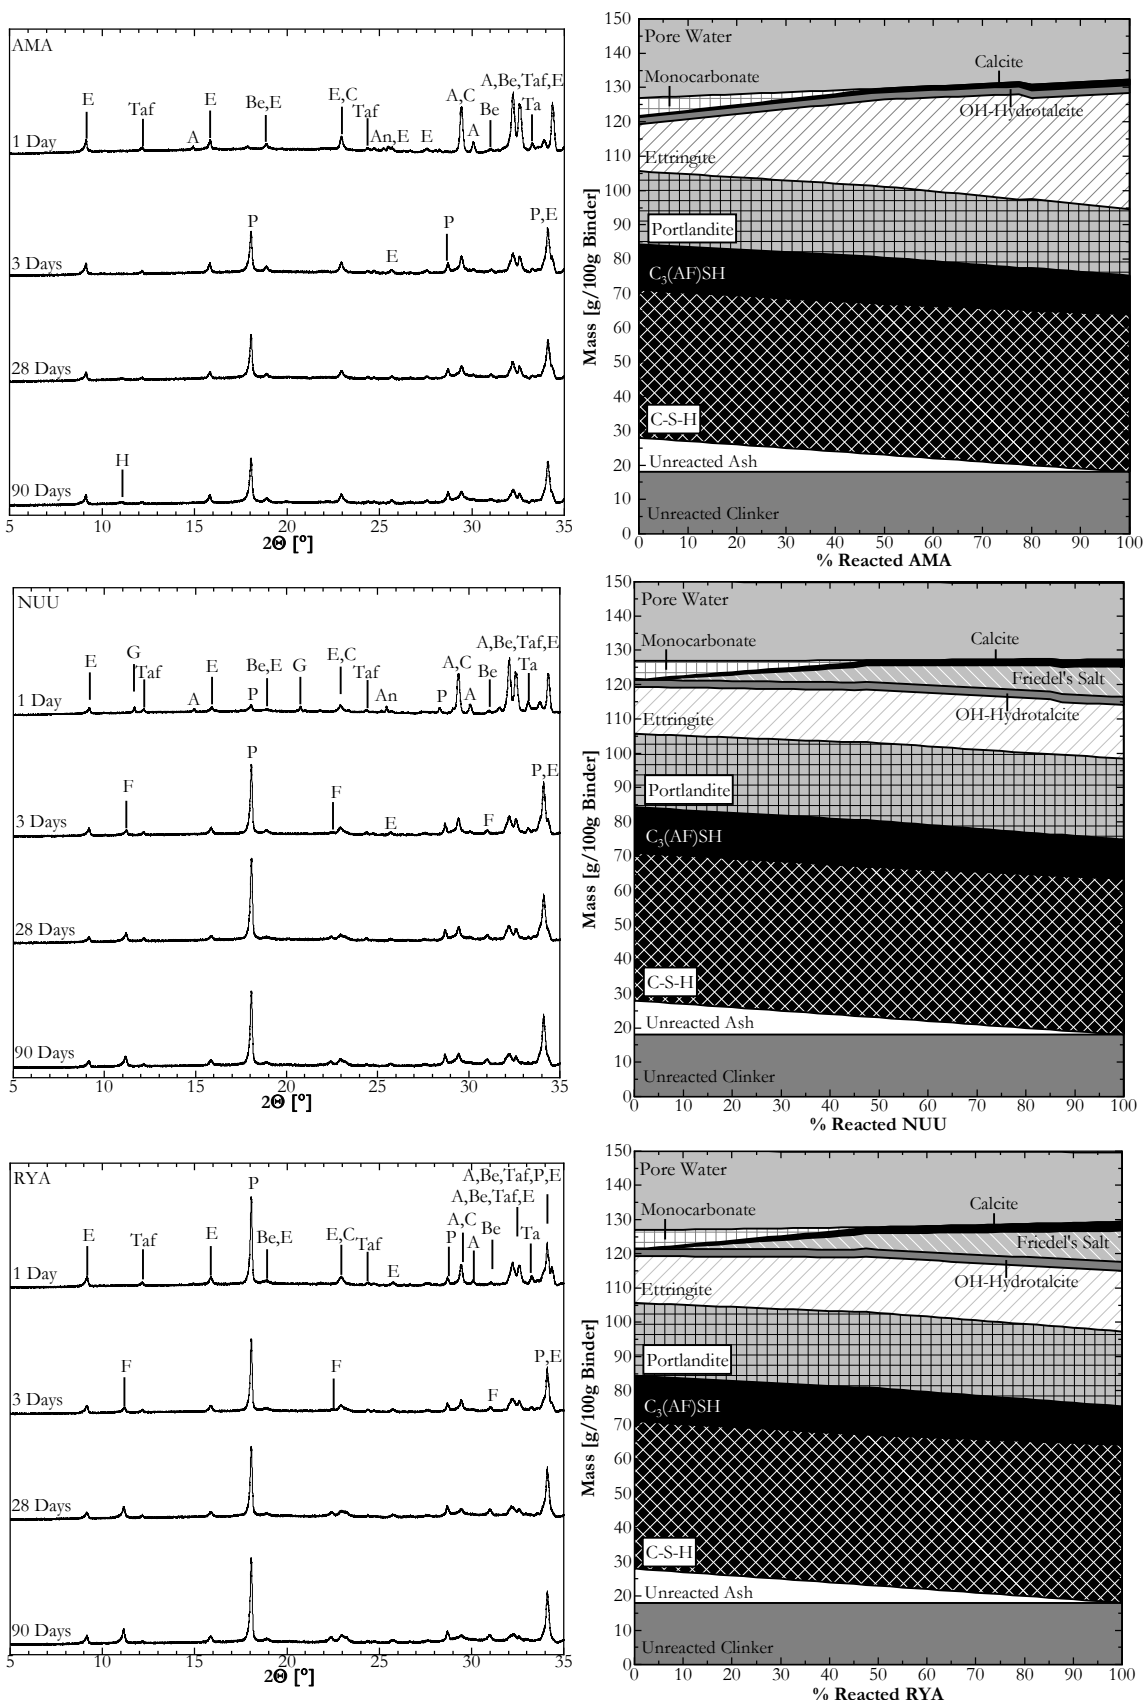 AMA
E
Taf
A
E
Be,E
E,C
Taf
An,E
E
A,C
A
Be
A,Be,Taf,E
Ta
1 Day
P
E
P
P,E
3 Days
28 Days
H
90 Days
5 10 15 20 25 30 35
2Θ [º]
150
140
130
120
110
100
90
80
70
60
50
40
30
20
10
0
Mass [g/100g Binder]
Pore Water
Calcite
Monocarbonate
OH-Hydrotalcite
Ettringite
Portlandite
C₃(AF)SH
C-S-H
Unreacted Ash
Unreacted Clinker
0 10 20 30 40 50 60 70 80 90 100
% Reacted AMA
NUU
E
G
Taf
A
E
Be,E
P
G
E,C
Taf
An
P
A,C
A
Be
A,Be,Taf,E
Ta
1 Day
F
P
F
E
F
P,E
3 Days
28 Days
90 Days
5 10 15 20 25 30 35
2Θ [º]
150
140
130
120
110
100
90
80
70
60
50
40
30
20
10
0
Mass [g/100g Binder]
Pore Water
Monocarbonate
Calcite
Friedel's Salt
OH-Hydrotalcite
Ettringite
Portlandite
C₃(AF)SH
C-S-H
Unreacted Ash
Unreacted Clinker
0 10 20 30 40 50 60 70 80 90 100
% Reacted NUU
RYA
E
Taf
E
P
Be,E
E,C
Taf
E
P
A,C
A
Be
A,Be,Taf,E
A,Be,Taf,P,E
Ta
1 Day
F
F
F
P,E
3 Days
28 Days
90 Days
5 10 15 20 25 30 35
2Θ [º]
150
140
130
120
110
100
90
80
70
60
50
40
30
20
10
0
Mass [g/100g Binder]
Pore Water
Monocarbonate
Calcite
Friedel's Salt
OH-Hydrotalcite
Ettringite
Portlandite
C₃(AF)SH
C-S-H
Unreacted Ash
Unreacted Clinker
0 10 20 30 40 50 60 70 80 90 100
% Reacted RYA